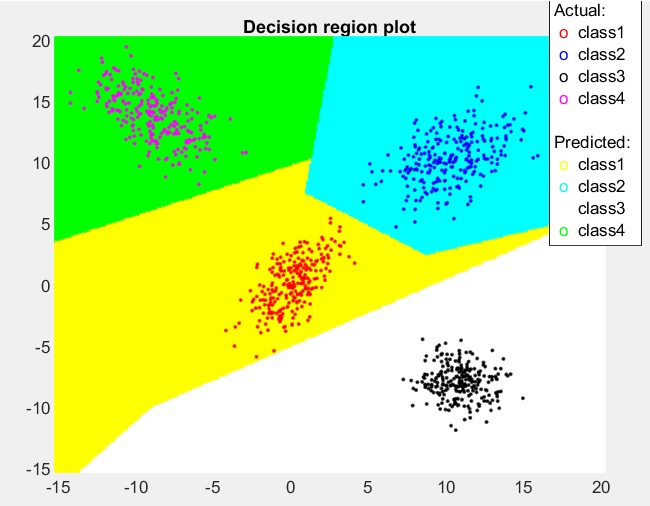 Decision region plot
Actual:
o class1
o class2
o class3
o class4
Predicted:
o class1
o class2
class3
o class4
20
15
10
5
0
-5
-10
-15
-15 -10 -5 0 5 10 15 20